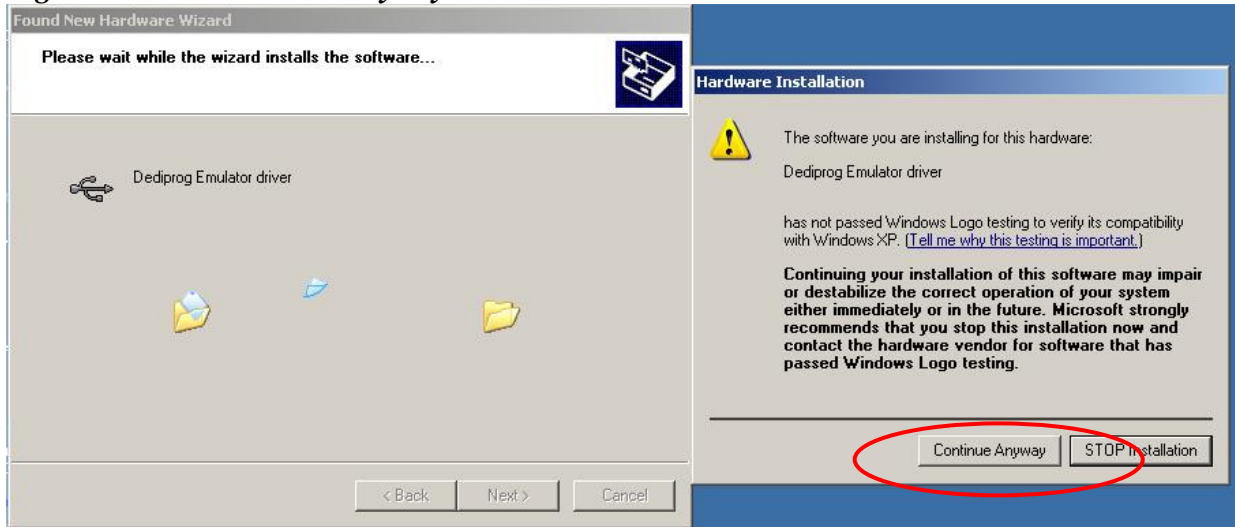 Found New Hardware Wizard
Please wait while the wizard installs the software...
Dediprog Emulator driver
< Back Next > Cancel
Hardware Installation
The software you are installing for this hardware:
Dediprog Emulator driver
has not passed Windows Logo testing to verify its compatibility
with Windows XP. (Tell me why this testing is important.)
Continuing your installation of this software may impair
or destabilize the correct operation of your system
either immediately or in the future. Microsoft strongly
recommends that you stop this installation now and
contact the hardware vendor for software that has
passed Windows Logo testing.
Continue Anyway STOP Installation